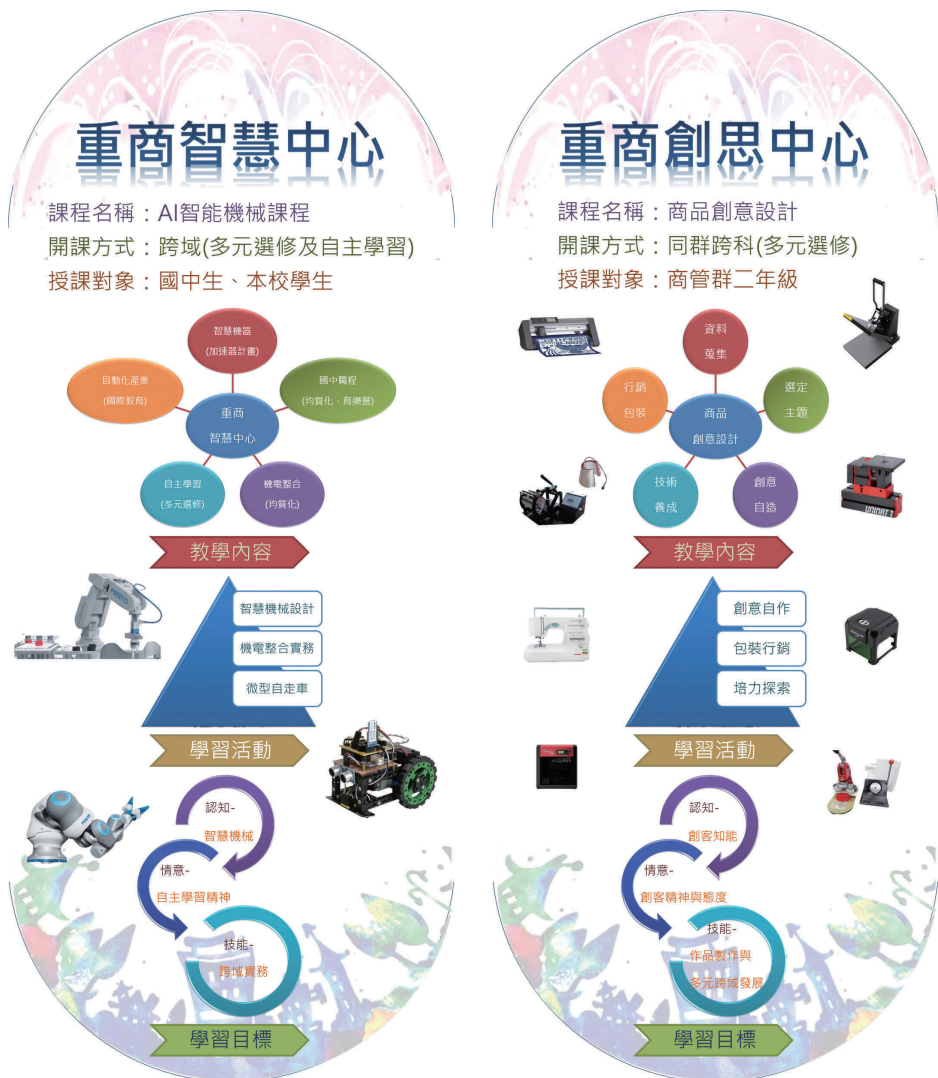 重商智慧中心
課程名稱：AI智能機械課程
開課方式：跨域(多元選修及自主學習)
授課對象：國中生、本校學生
智慧機器
(加速器計畫)
自動化產業
(國際教育)
國中職程
(均質化、育樂營)
重商
智慧中心
自主學習
(多元選修)
機電整合
(均質化)
教學內容
FESTO
智慧機械設計
機電整合實務
微型自走車
學習活動
認知-
智慧機械
情意-
自主學習精神
技能-
跨域實務
學習目標
重商創思中心
課程名稱：商品創意設計
開課方式：同群跨科(多元選修)
授課對象：商管群二年級
資料
蒐集
行銷
包裝
選定
主題
商品
創意設計
技術
養成
創意
自造
教學內容
創意自作
包裝行銷
培力探索
學習活動
認知-
創客知能
情意-
創客精神與態度
技能-
作品製作與
多元跨域發展
學習目標